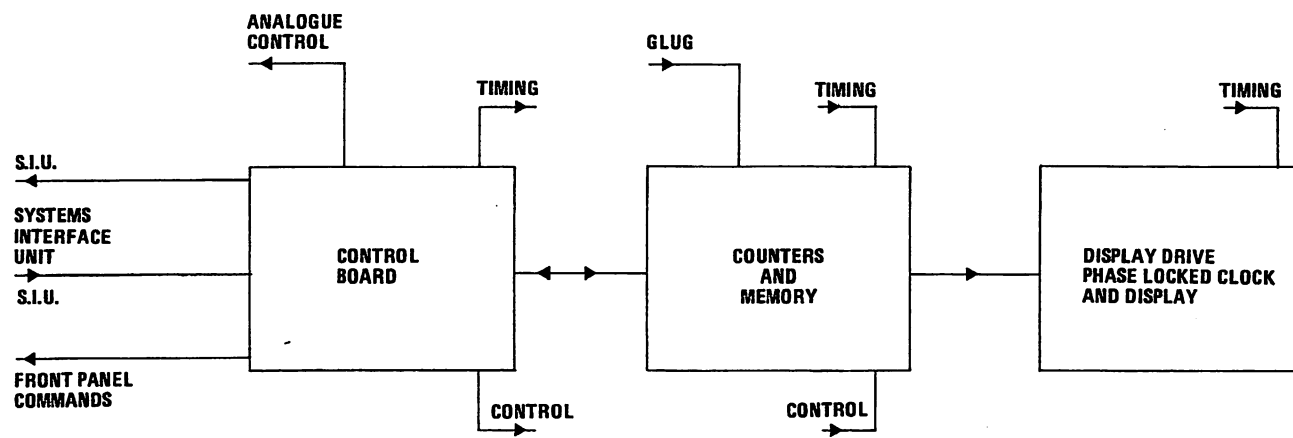 ANALOGUE
CONTROL
GLUG
TIMING
TIMING
TIMING
S.I.U.
SYSTEMS
INTERFACE
UNIT
S.I.U.
CONTROL
BOARD
COUNTERS
AND
MEMORY
DISPLAY DRIVE
PHASE LOCKED CLOCK
AND DISPLAY
FRONT PANEL
COMMANDS
CONTROL
CONTROL